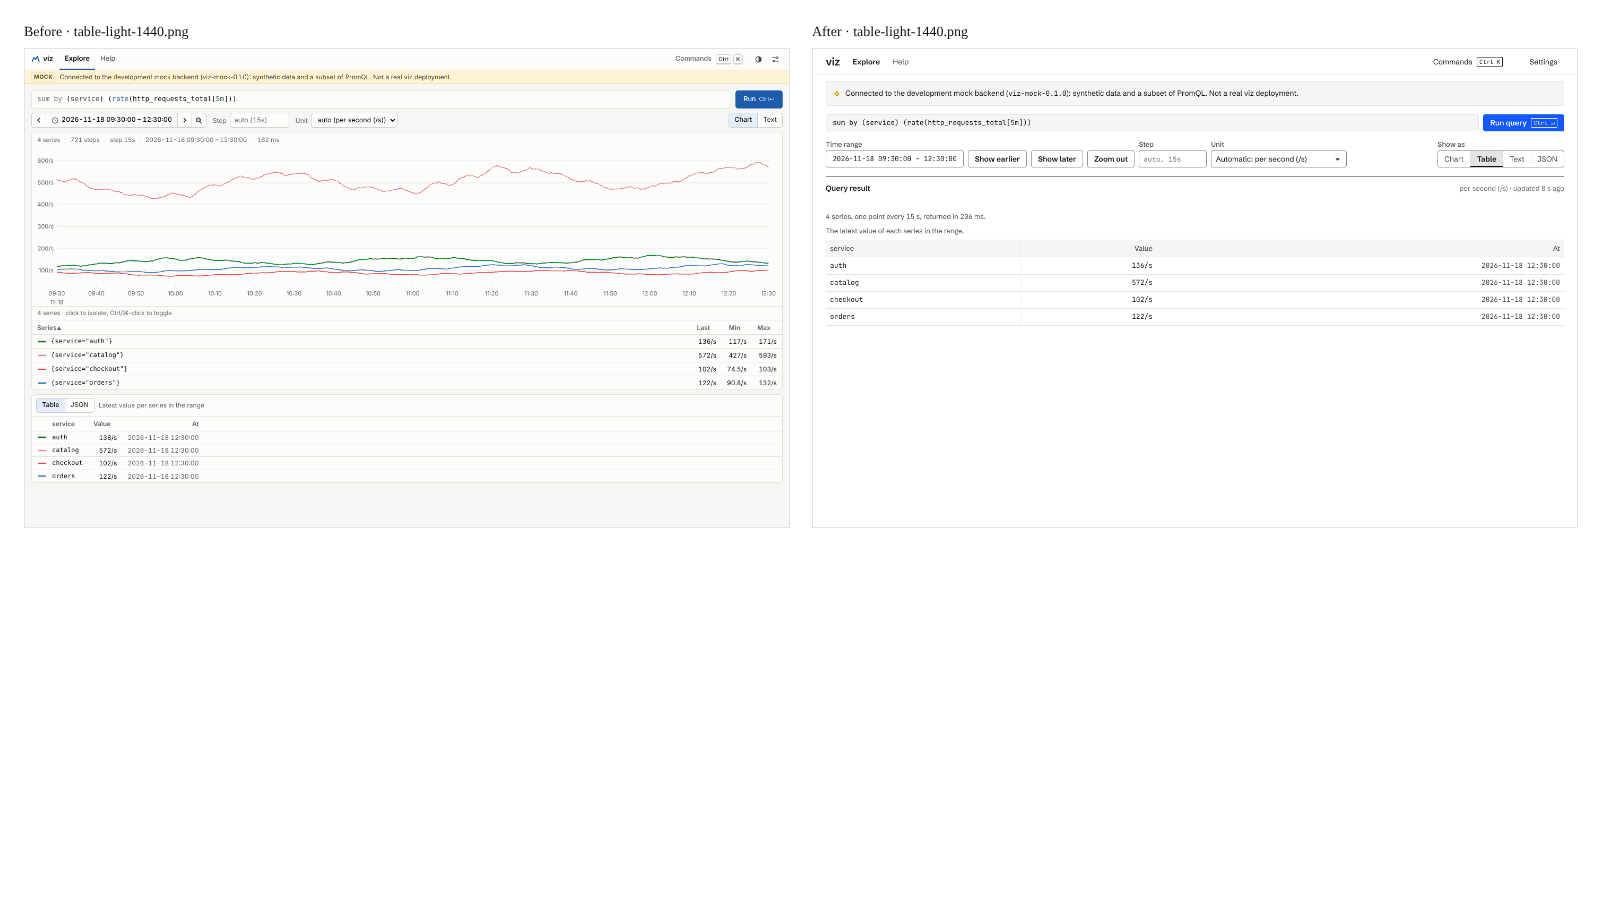 Before · table-light-1440.png
viz Explore Help Commands Ctrl K
MOCK Connected to the development mock backend (viz-mock-0.1.0): synthetic data and a subset of PromQL. Not a real viz deployment.
sum by (service) (rate(http_requests_total[5m]))
Run Ctrl↵
2026-11-18 09:30:00 – 12:30:00 Step auto (15s) Unit auto (per second (/s)) Chart Text
4 series 721 steps step 15s 2026-11-18 09:30:00 – 12:30:00 162 ms
600/s
500/s
400/s
300/s
200/s
100/s
09:30 09:40 09:50 10:00 10:10 10:20 10:30 10:40 10:50 11:00 11:10 11:20 11:30 11:40 11:50 12:00 12:10 12:20 12:30
11-18
4 series · click to isolate, Ctrl/⌘-click to toggle
Series▲ Last Min Max
{service="auth"} 136/s 117/s 171/s
{service="catalog"} 572/s 427/s 593/s
{service="checkout"} 102/s 74.5/s 103/s
{service="orders"} 122/s 90.8/s 132/s
Table JSON Latest value per series in the range
service Value At
auth 136/s 2026-11-18 12:30:00
catalog 572/s 2026-11-18 12:30:00
checkout 102/s 2026-11-18 12:30:00
orders 122/s 2026-11-18 12:30:00
After · table-light-1440.png
viz Explore Help Commands Ctrl K Settings
Connected to the development mock backend (viz-mock-0.1.0): synthetic data and a subset of PromQL. Not a real viz deployment.
sum by (service) (rate(http_requests_total[5m]))
Run query Ctrl ↵
Time range Step Unit Show as
2026-11-18 09:30:00 – 12:30:00 Show earlier Show later Zoom out auto, 15s Automatic: per second (/s) Chart Table Text JSON
Query result per second (/s) · updated 0 s ago
4 series, one point every 15 s, returned in 206 ms.
The latest value of each series in the range.
service Value At
auth 136/s 2026-11-18 12:30:00
catalog 572/s 2026-11-18 12:30:00
checkout 102/s 2026-11-18 12:30:00
orders 122/s 2026-11-18 12:30:00